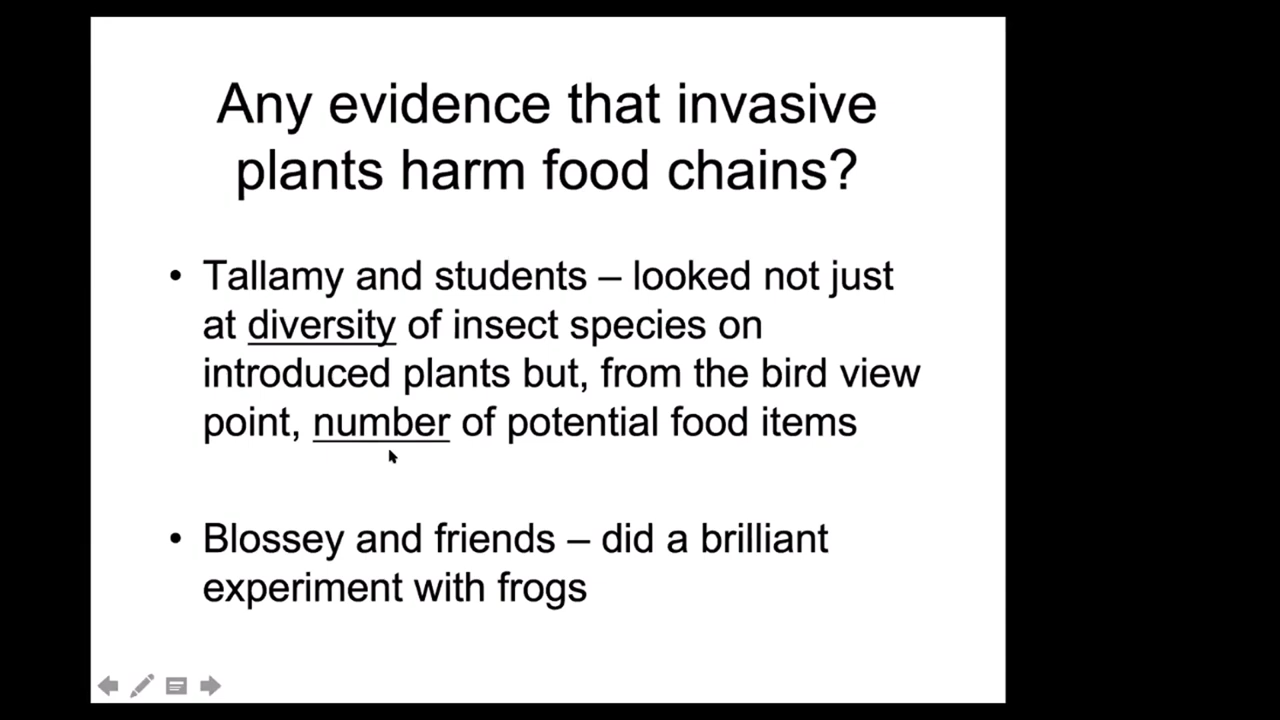 Any evidence that invasive
plants harm food chains?
• Tallamy and students – looked not just
at diversity of insect species on
introduced plants but, from the bird view
point, number of potential food items
• Blossey and friends – did a brilliant
experiment with frogs